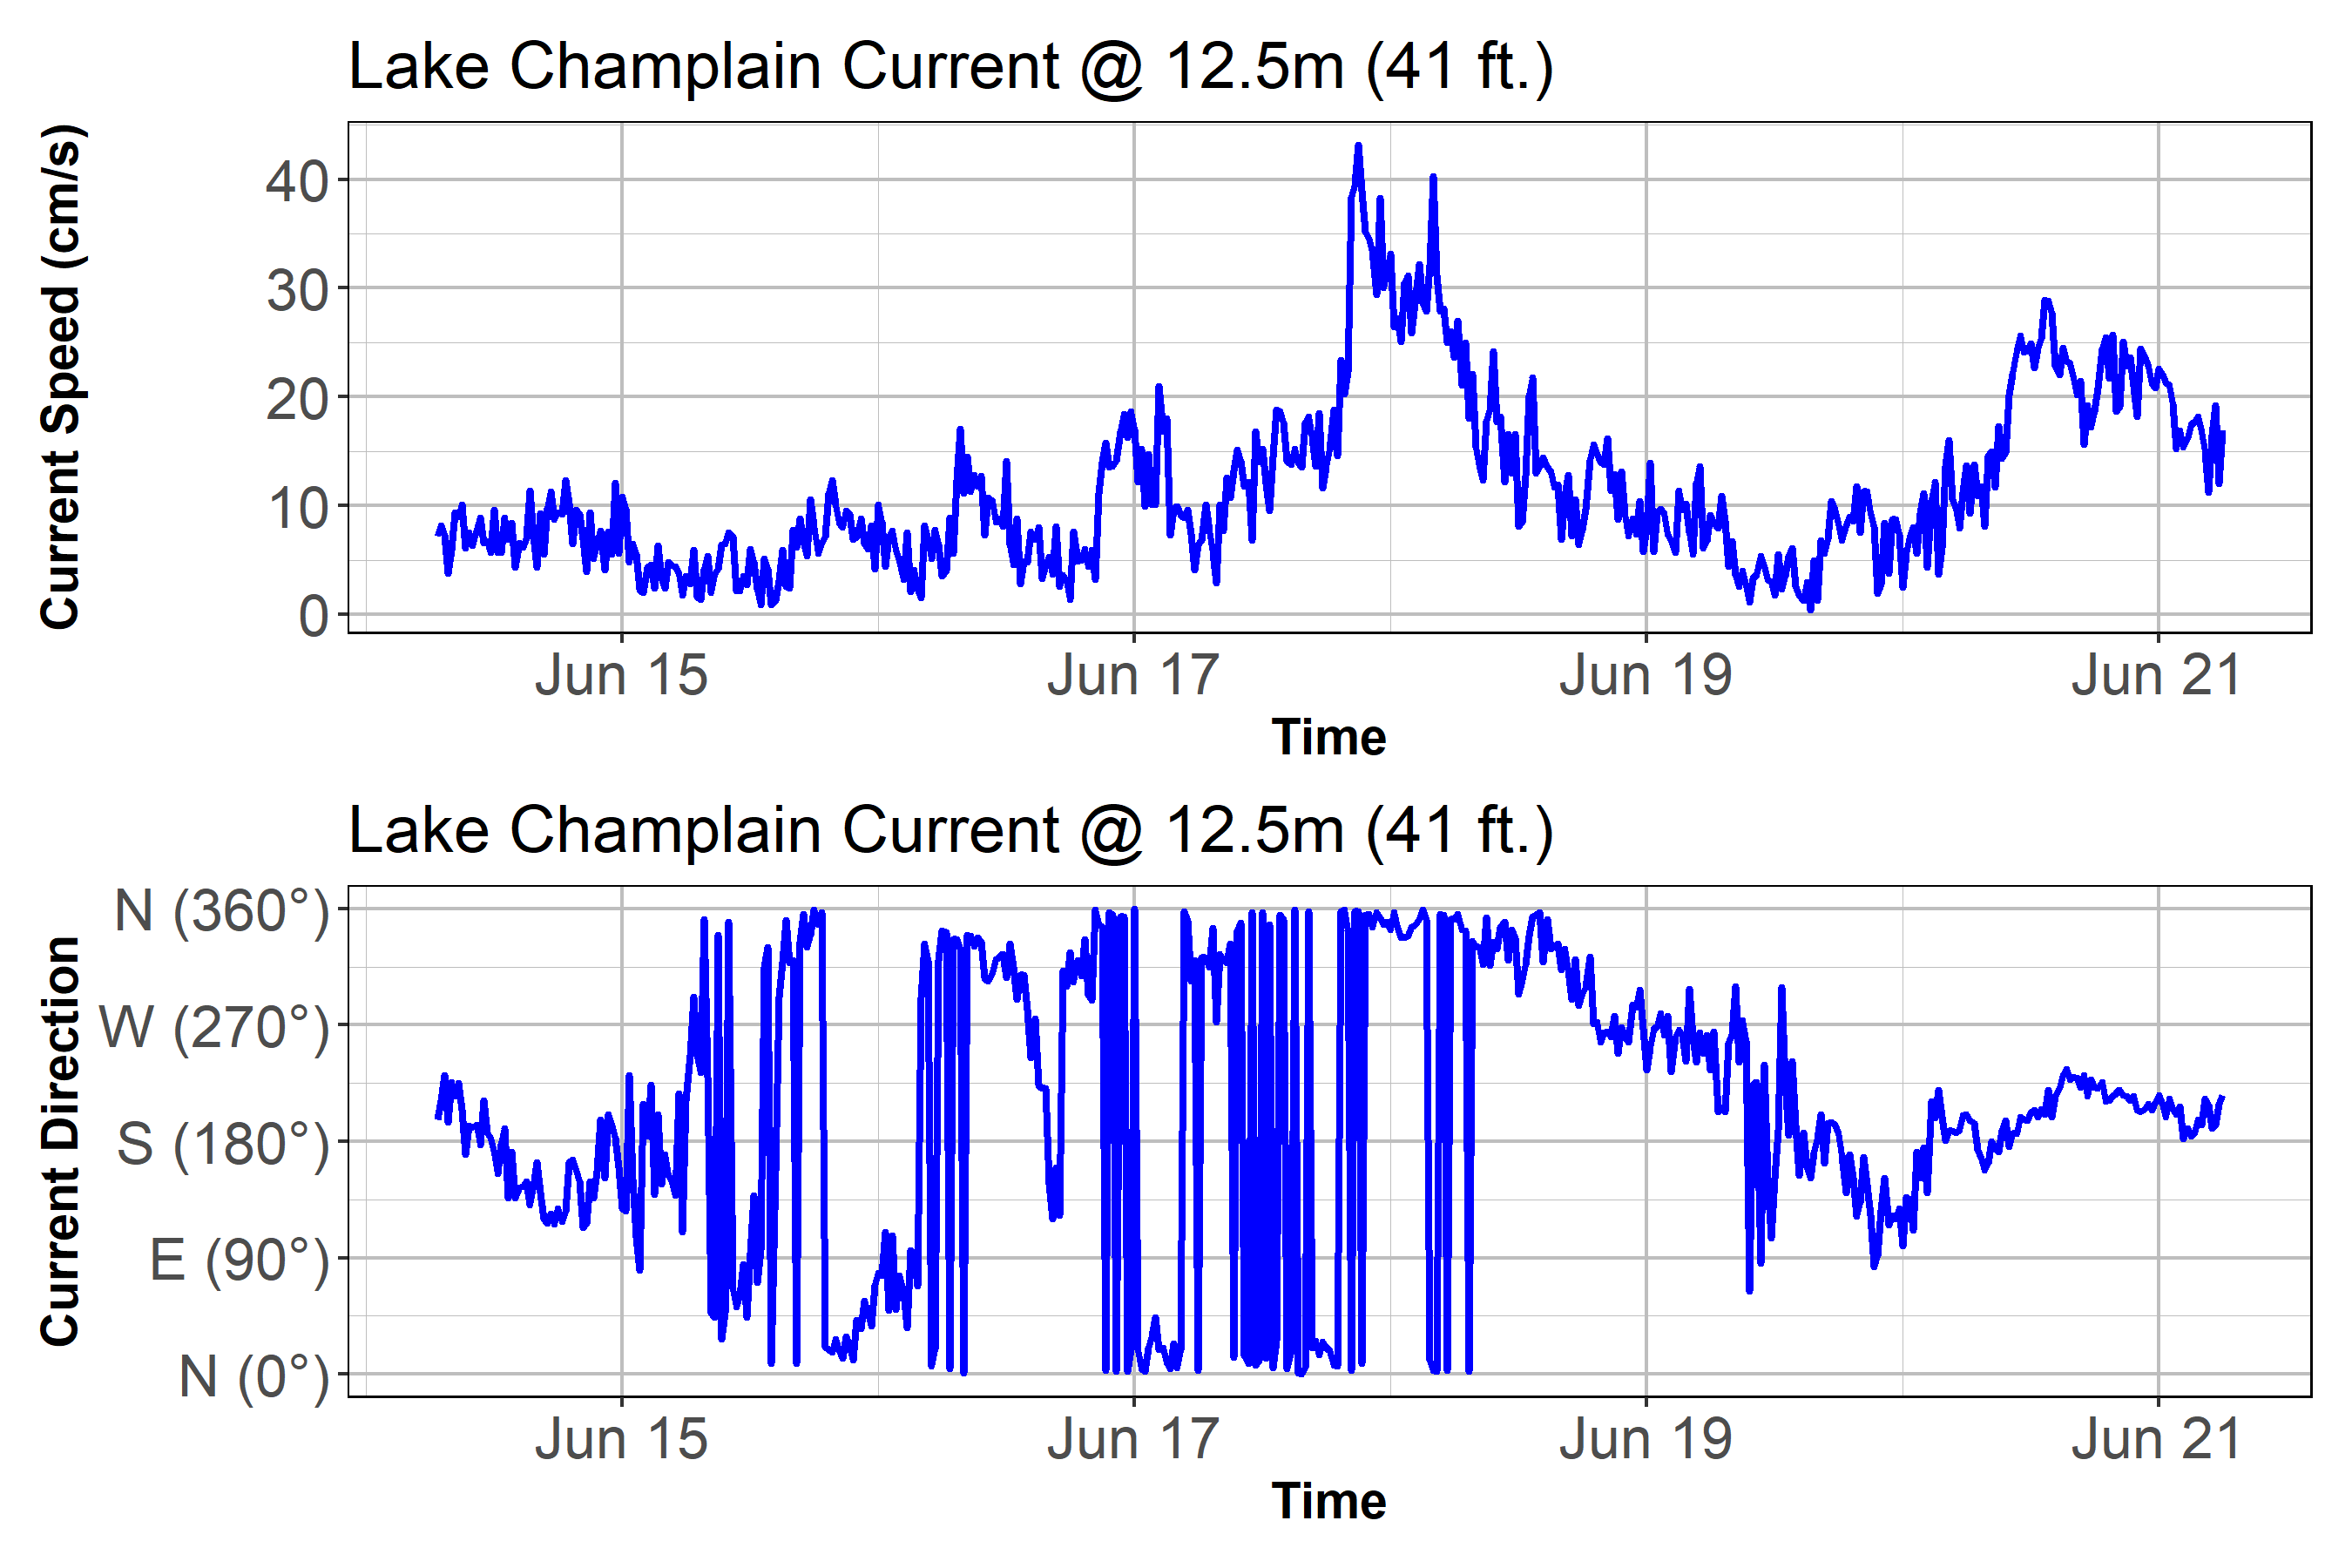 Lake Champlain Current @ 12.5m (41 ft.)
Current Speed (cm/s)
40
30
20
10
0
Jun 15 Jun 17 Jun 19 Jun 21
Time
Lake Champlain Current @ 12.5m (41 ft.)
Current Direction
N (360°)
W (270°)
S (180°)
E (90°)
N (0°)
Jun 15 Jun 17 Jun 19 Jun 21
Time